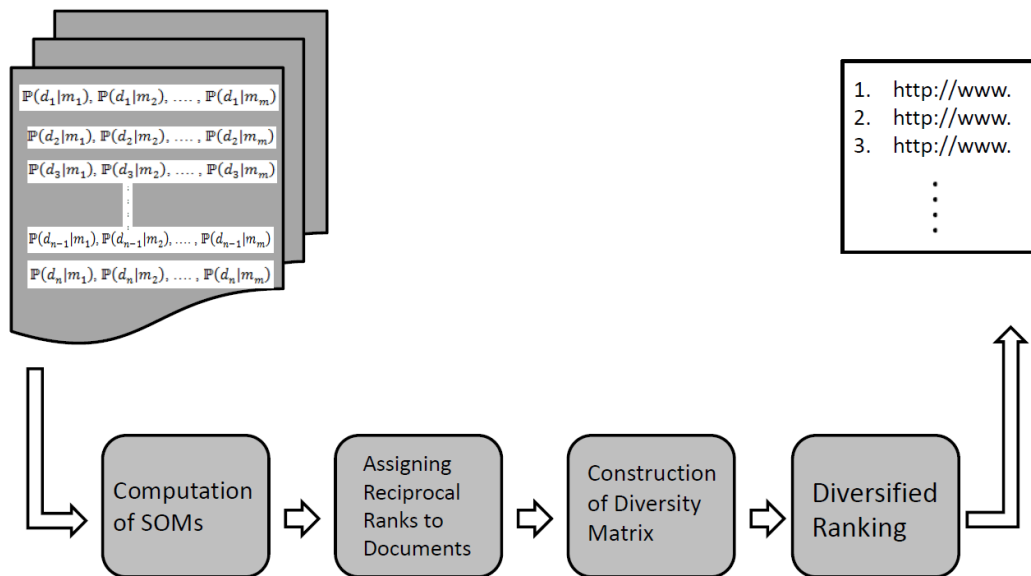 ℙ(d₁|m₁), ℙ(d₁|m₂), .... , ℙ(d₁|mₘ)
ℙ(d₂|m₁), ℙ(d₂|m₂), .... , ℙ(d₂|mₘ)
ℙ(d₃|m₁), ℙ(d₃|m₂), .... , ℙ(d₃|mₘ)
⋮
ℙ(dₙ₋₁|m₁), ℙ(dₙ₋₁|m₂), .... , ℙ(dₙ₋₁|mₘ)
ℙ(dₙ|m₁), ℙ(dₙ|m₂), .... , ℙ(dₙ|mₘ)
1. http://www.
2. http://www.
3. http://www.
⋮
Computation
of SOMs
Assigning
Reciprocal
Ranks to
Documents
Construction
of Diversity
Matrix
Diversified
Ranking